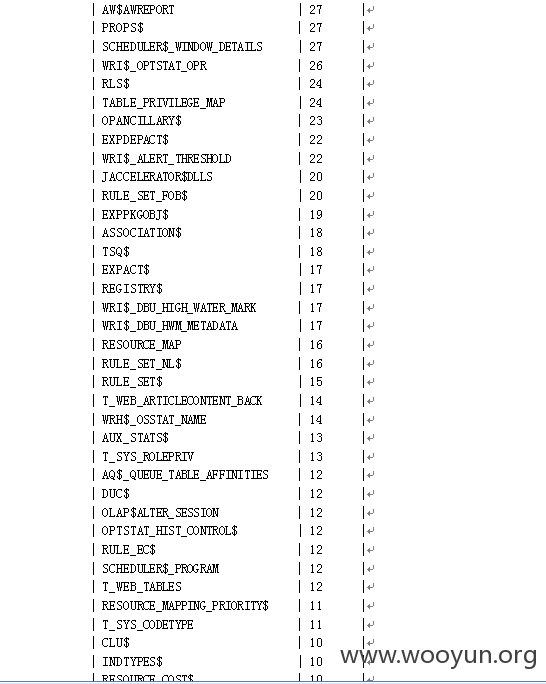 | AW$AWREPORT | 27 |↵
| PROPS$ | 27 |↵
| SCHEDULER$_WINDOW_DETAILS | 27 |↵
| WRI$_OPTSTAT_OPR | 26 |↵
| RLS$ | 24 |↵
| TABLE_PRIVILEGE_MAP | 24 |↵
| OPANCILLARY$ | 23 |↵
| EXPDEPACT$ | 22 |↵
| WRI$_ALERT_THRESHOLD | 22 |↵
| JACCELERATOR$DLLS | 20 |↵
| RULE_SET_FOB$ | 20 |↵
| EXPPKGOBJ$ | 19 |↵
| ASSOCIATION$ | 18 |↵
| TSQ$ | 18 |↵
| EXPACT$ | 17 |↵
| REGISTRY$ | 17 |↵
| WRI$_DBU_HIGH_WATER_MARK | 17 |↵
| WRI$_DBU_HWM_METADATA | 17 |↵
| RESOURCE_MAP | 16 |↵
| RULE_SET_NL$ | 16 |↵
| RULE_SET$ | 15 |↵
| T_WEB_ARTICLECONTENT_BACK | 14 |↵
| WRH$_OSSTAT_NAME | 14 |↵
| AUX_STATS$ | 13 |↵
| T_SYS_ROLEPRIV | 13 |↵
| AQ$_QUEUE_TABLE_AFFINITIES | 12 |↵
| DUC$ | 12 |↵
| OLAP$ALTER_SESSION | 12 |↵
| OPTSTAT_HIST_CONTROL$ | 12 |↵
| RULE_EC$ | 12 |↵
| SCHEDULER$_PROGRAM | 12 |↵
| T_WEB_TABLES | 12 |↵
| RESOURCE_MAPPING_PRIORITY$ | 11 |↵
| T_SYS_CODETYPE | 11 |↵
| CLU$ | 10 |↵
| INDTYPES$ | 10 |↵
| RESOURCE_COST$ | 10 |↵
www.wooyun.org